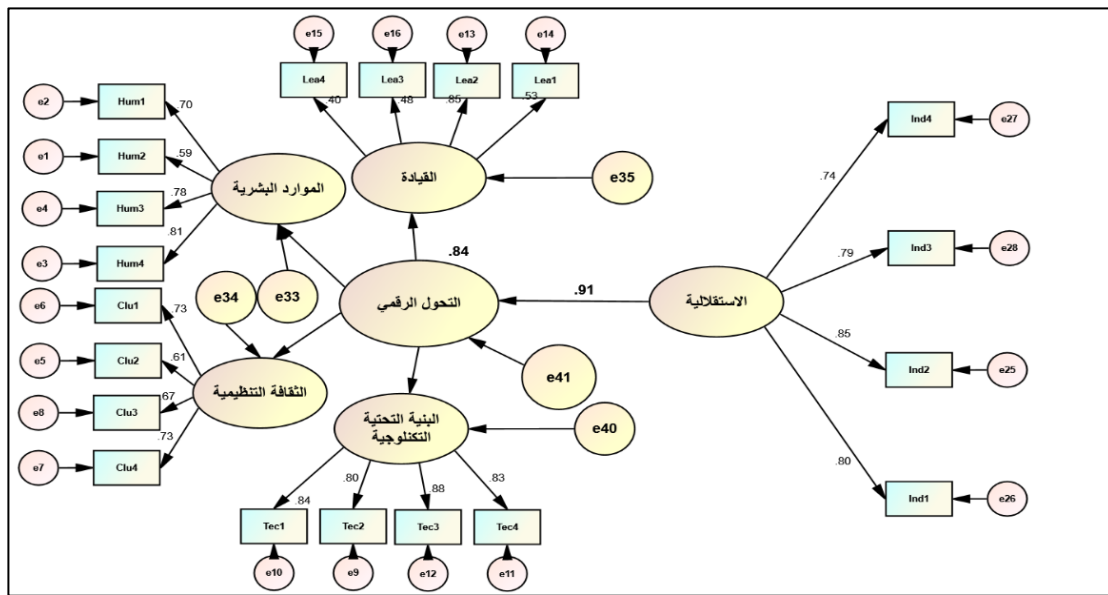 e15
e16
e13
e14
Lea4
Lea3
Lea2
Lea1
.40
.48
.85
.53
القيادة
e35
e2
Hum1
.70
e1
Hum2
.59
e4
Hum3
.78
e3
Hum4
.81
الموارد البشرية
e34
e33
.84
التحول الرقمي
.91
الاستقلالية
e41
e6
Clu1
.73
e5
Clu2
.61
e8
Clu3
.67
e7
Clu4
.73
الثقافة التنظيمية
البنية التحتية
التكنلوجية
e40
.84
.80
.88
.83
Tec1
Tec2
Tec3
Tec4
e10
e9
e12
e11
.74
Ind4
e27
.79
Ind3
e28
.85
Ind2
e25
.80
Ind1
e26